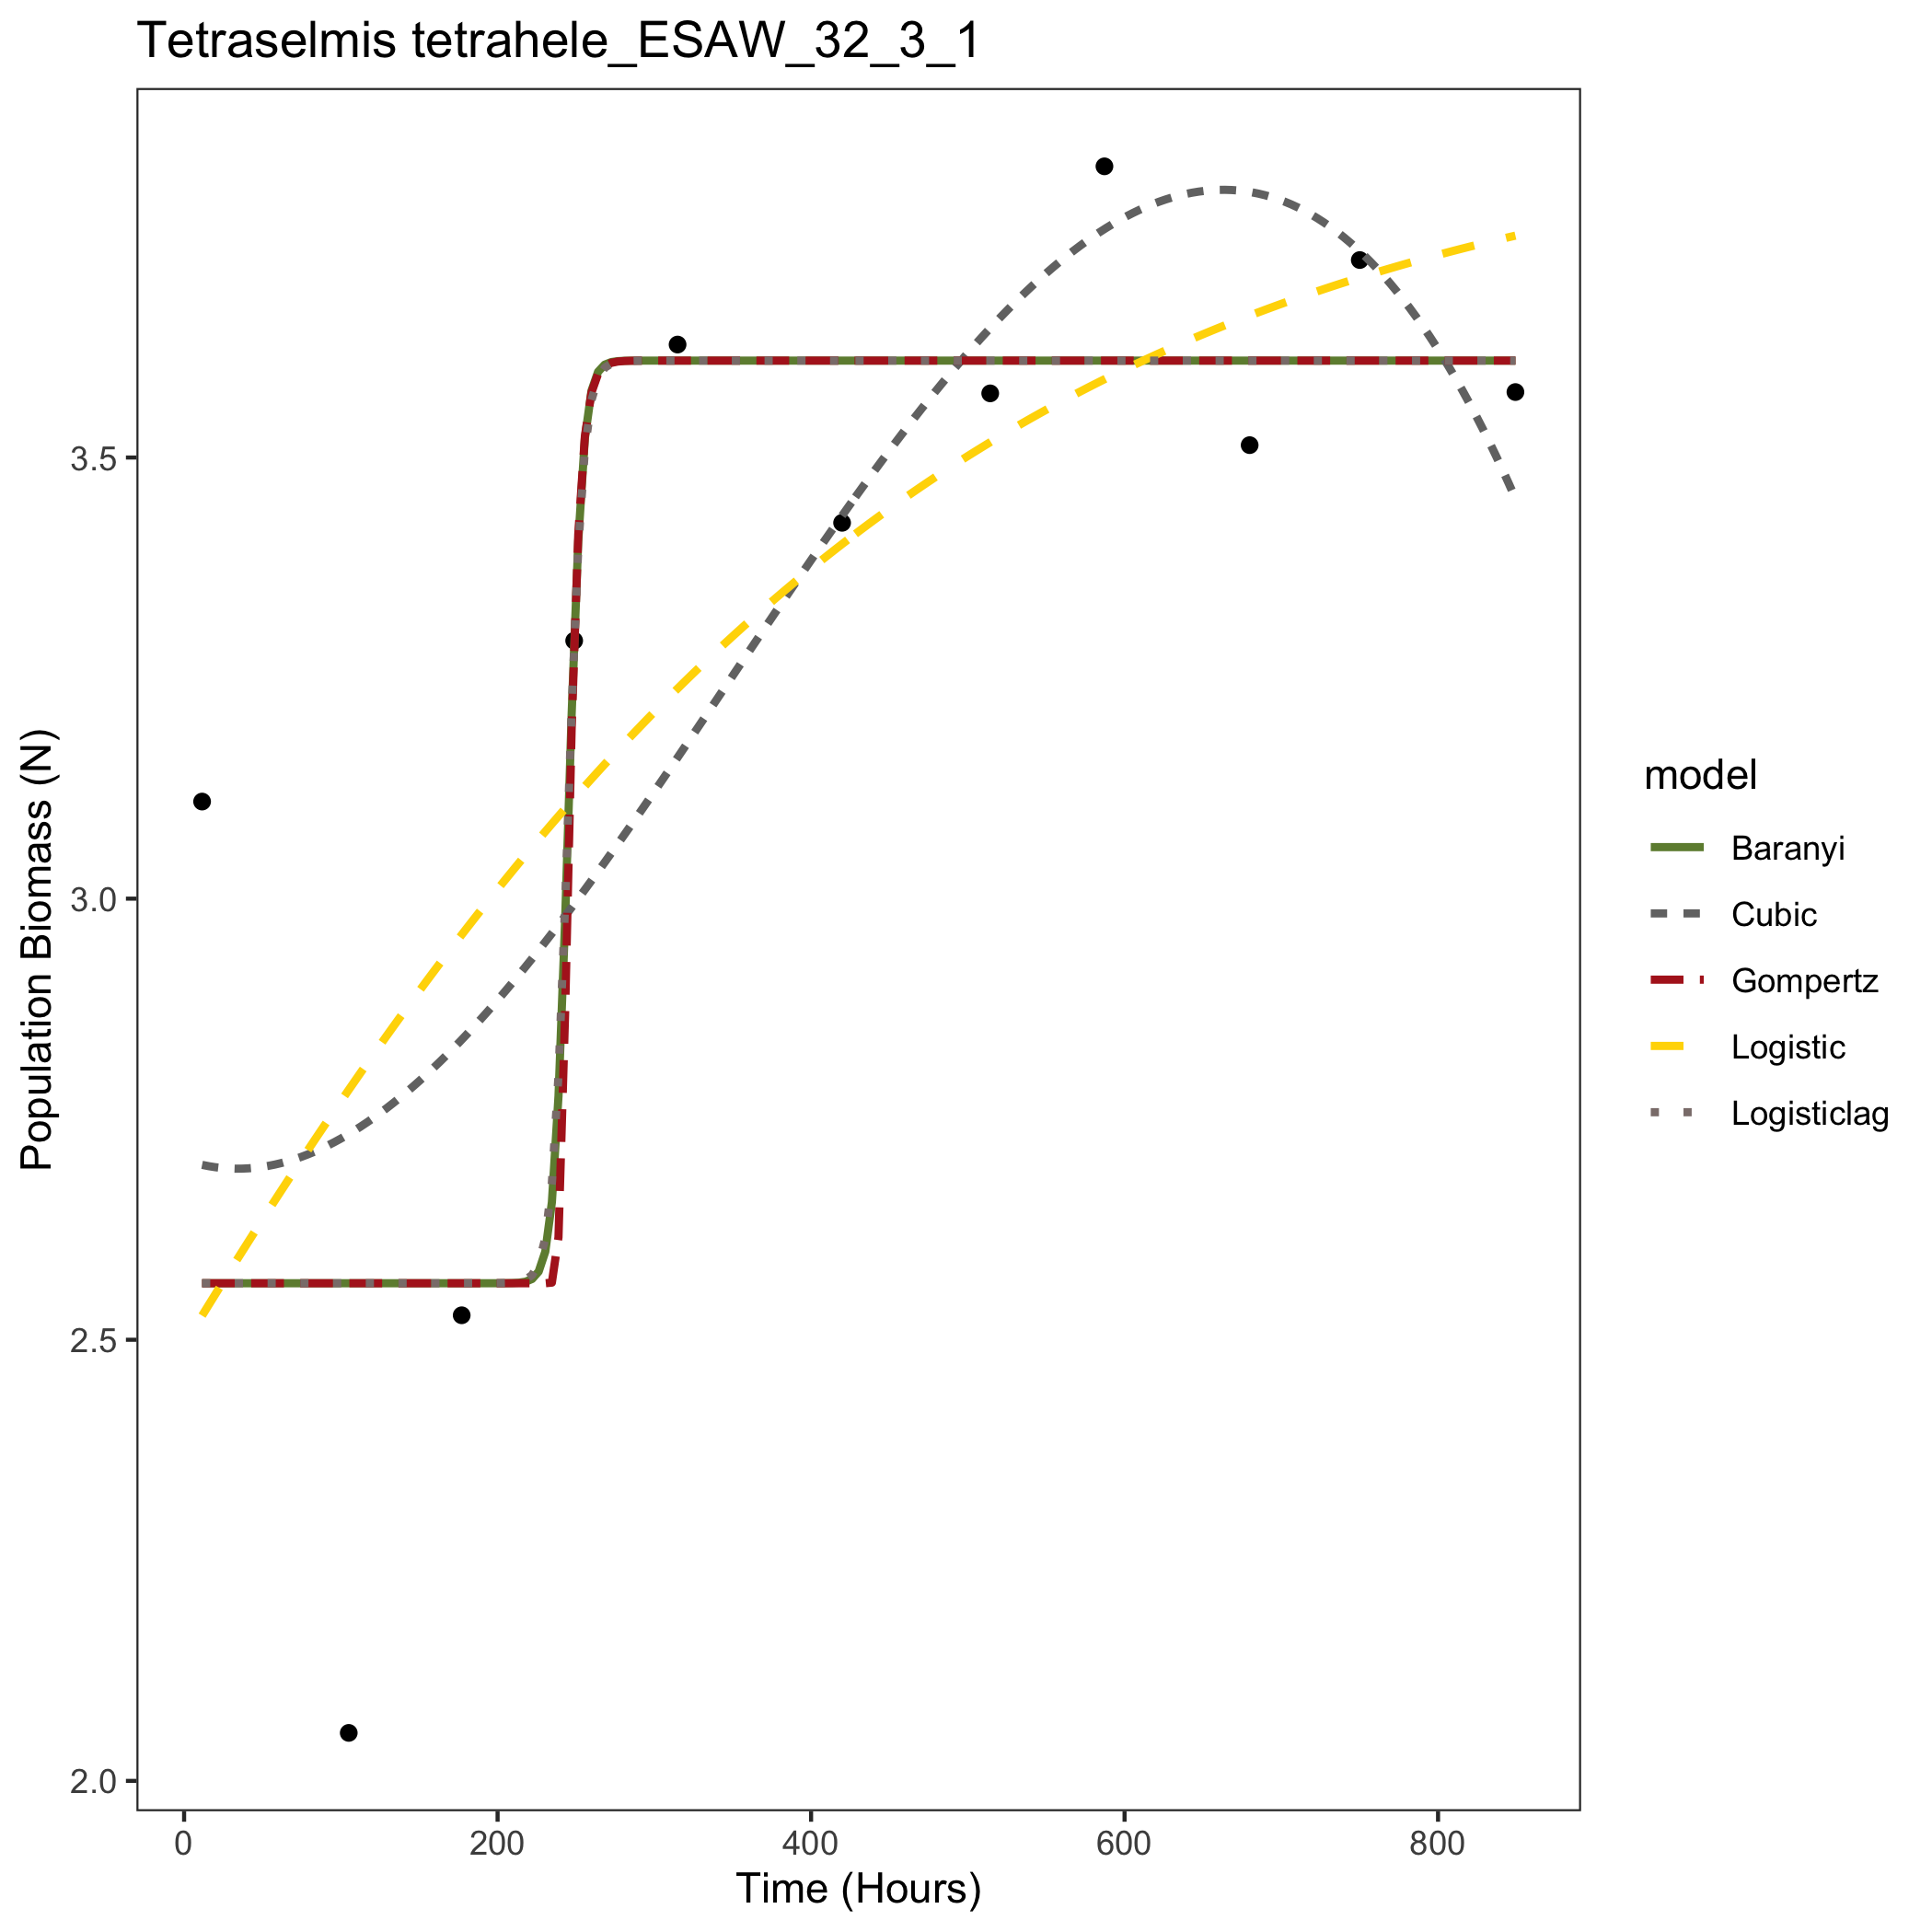 Tetraselmis tetrahele_ESAW_32_3_1
Population Biomass (N)
3.5
3.0
2.5
2.0
0 200 400 600 800
Time (Hours)
model
Baranyi
Cubic
Gompertz
Logistic
Logisticlag